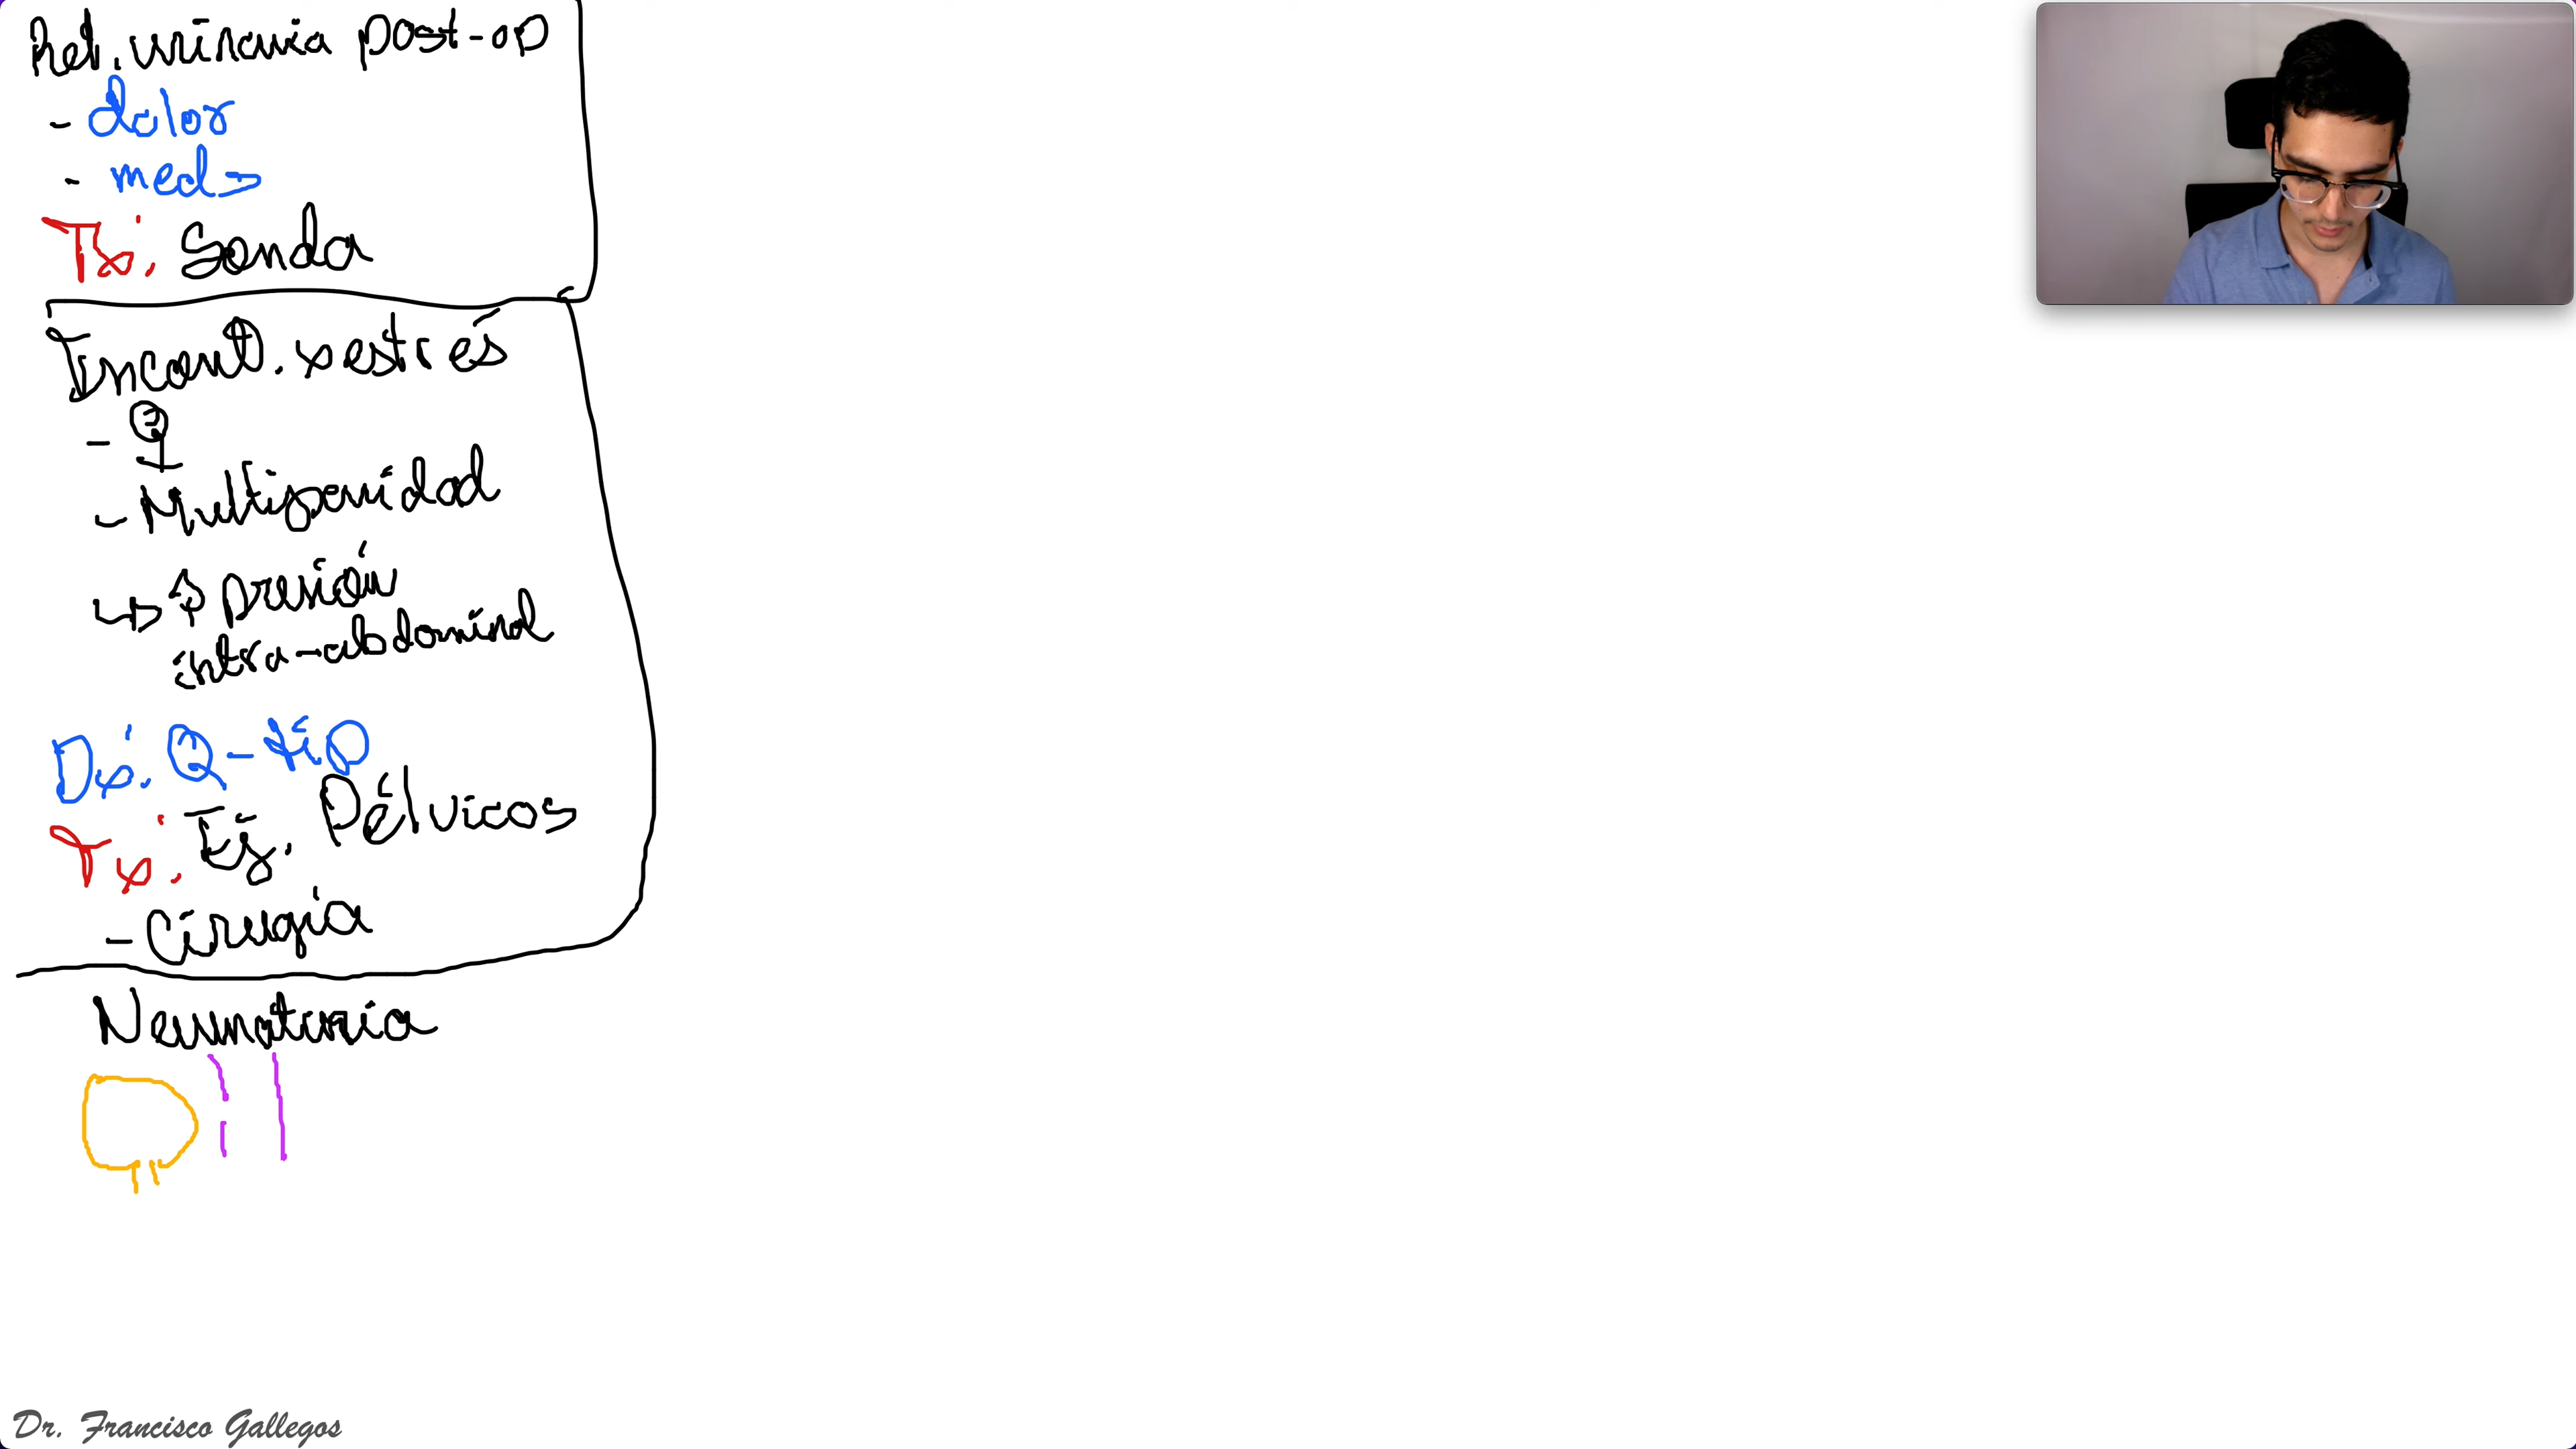 Ret. urinaria post-op
- dolor
- meds
Tx: Sonda
Incont. x estrés
- ♀
- Multiparidad
↳ ↑ presión
intra-abdominal
Dx: Q-tip
Tx: Ej. Pélvicos
- Cirugía
Neumaturia
Dr. Francisco Gallegos